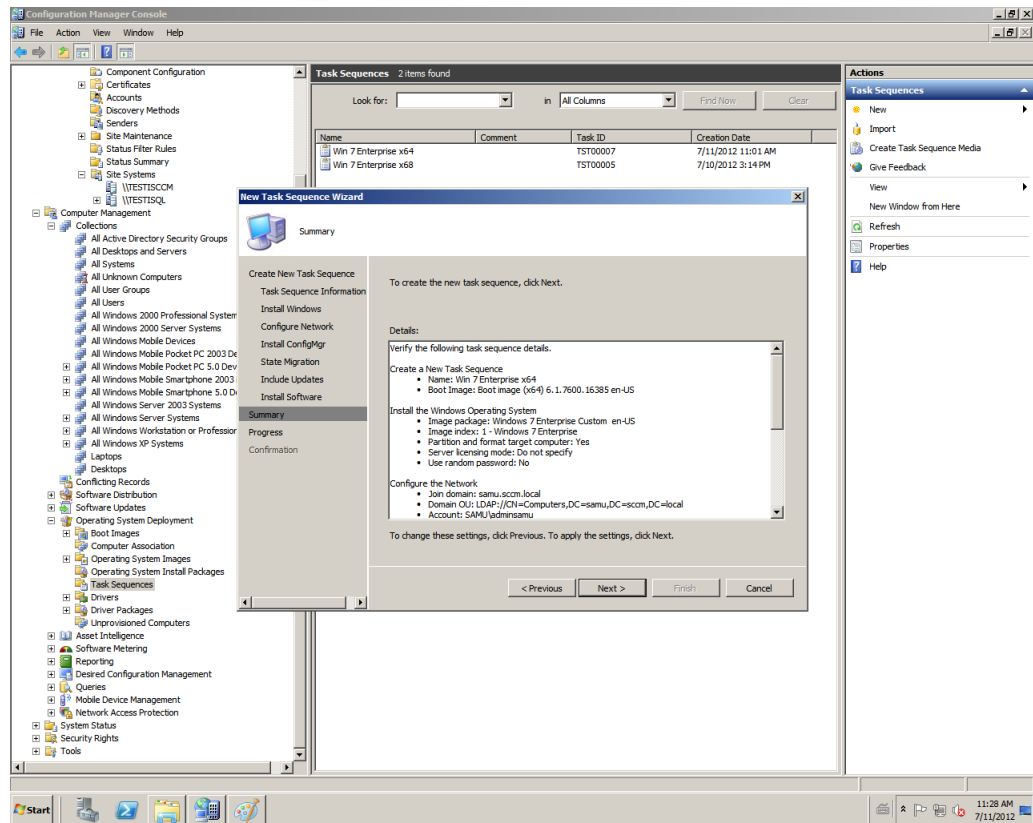 Configuration Manager Console
File Action View Window Help
Component Configuration
Certificates
Accounts
Discovery Methods
Senders
Site Maintenance
Status Filter Rules
Status Summary
Site Systems
\\TESTISCCM
\\TESTISQL
Computer Management
Collections
All Active Directory Security Groups
All Desktops and Servers
All Systems
All Unknown Computers
All User Groups
All Users
All Windows 2000 Professional System
All Windows 2000 Server Systems
All Windows Mobile Devices
All Windows Mobile Pocket PC 2003 De
All Windows Mobile Pocket PC 5.0 Dev
All Windows Mobile Smartphone 2003
All Windows Mobile Smartphone 5.0 D
All Windows Server 2003 Systems
All Windows Server Systems
All Windows Workstation or Profession
All Windows XP Systems
Laptops
Desktops
Conflicting Records
Software Distribution
Software Updates
Operating System Deployment
Boot Images
Computer Association
Operating System Images
Operating System Install Packages
Task Sequences
Drivers
Driver Packages
Unprovisioned Computers
Asset Intelligence
Software Metering
Reporting
Desired Configuration Management
Queries
Mobile Device Management
Network Access Protection
System Status
Security Rights
Tools
Task Sequences 2 items found
Look for: in All Columns Find Now Clear
Name Comment Task ID Creation Date
Win 7 Enterprise x64 TST00007 7/11/2012 11:01 AM
Win 7 Enterprise x68 TST00005 7/10/2012 3:14 PM
New Task Sequence Wizard
Summary
Create New Task Sequence
Task Sequence Information
Install Windows
Configure Network
Install ConfigMgr
State Migration
Include Updates
Install Software
Summary
Progress
Confirmation
To create the new task sequence, click Next.
Details:
Verify the following task sequence details.
Create a New Task Sequence
• Name: Win 7 Enterprise x64
• Boot Image: Boot image (x64) 6.1.7600.16385 en-US
Install the Windows Operating System
• Image package: Windows 7 Enterprise Custom en-US
• Image index: 1 - Windows 7 Enterprise
• Partition and format target computer: Yes
• Server licensing mode: Do not specify
• Use random password: No
Configure the Network
• Join domain: samu.sccm.local
• Domain OU: LDAP://CN=Computers,DC=samu,DC=sccm,DC=local
• Account: SAMU\adminsamu
To change these settings, click Previous. To apply the settings, click Next.
< Previous Next > Finish Cancel
Actions
Task Sequences
New
Import
Create Task Sequence Media
Give Feedback
View
New Window from Here
Refresh
Properties
Help
Start
11:28 AM
7/11/2012